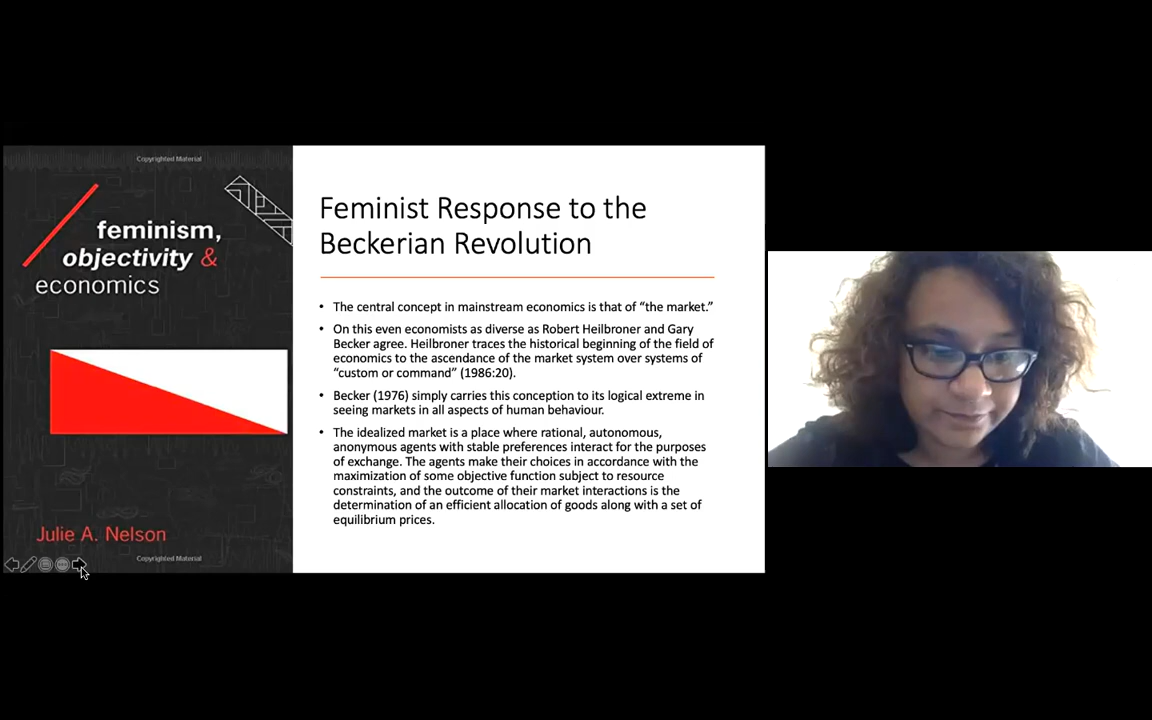 Copyrighted Material
feminism,
objectivity &
economics
Julie A. Nelson
Copyrighted Material
Feminist Response to the
Beckerian Revolution
• The central concept in mainstream economics is that of “the market.”
• On this even economists as diverse as Robert Heilbroner and Gary
Becker agree. Heilbroner traces the historical beginning of the field of
economics to the ascendance of the market system over systems of
“custom or command” (1986:20).
• Becker (1976) simply carries this conception to its logical extreme in
seeing markets in all aspects of human behaviour.
• The idealized market is a place where rational, autonomous,
anonymous agents with stable preferences interact for the purposes
of exchange. The agents make their choices in accordance with the
maximization of some objective function subject to resource
constraints, and the outcome of their market interactions is the
determination of an efficient allocation of goods along with a set of
equilibrium prices.